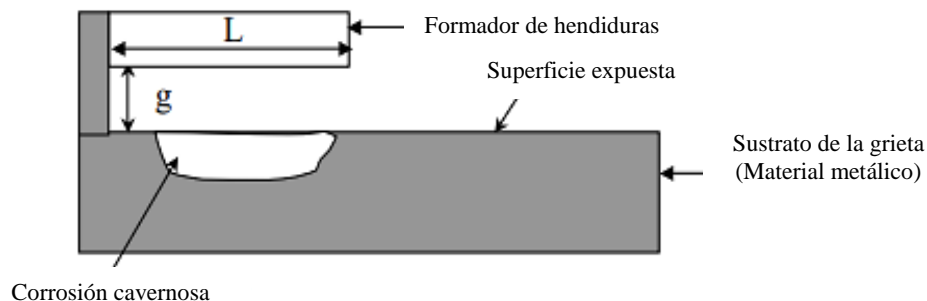 L
Formador de hendiduras
Superficie expuesta
g
Sustrato de la grieta
(Material metálico)
Corrosión cavernosa